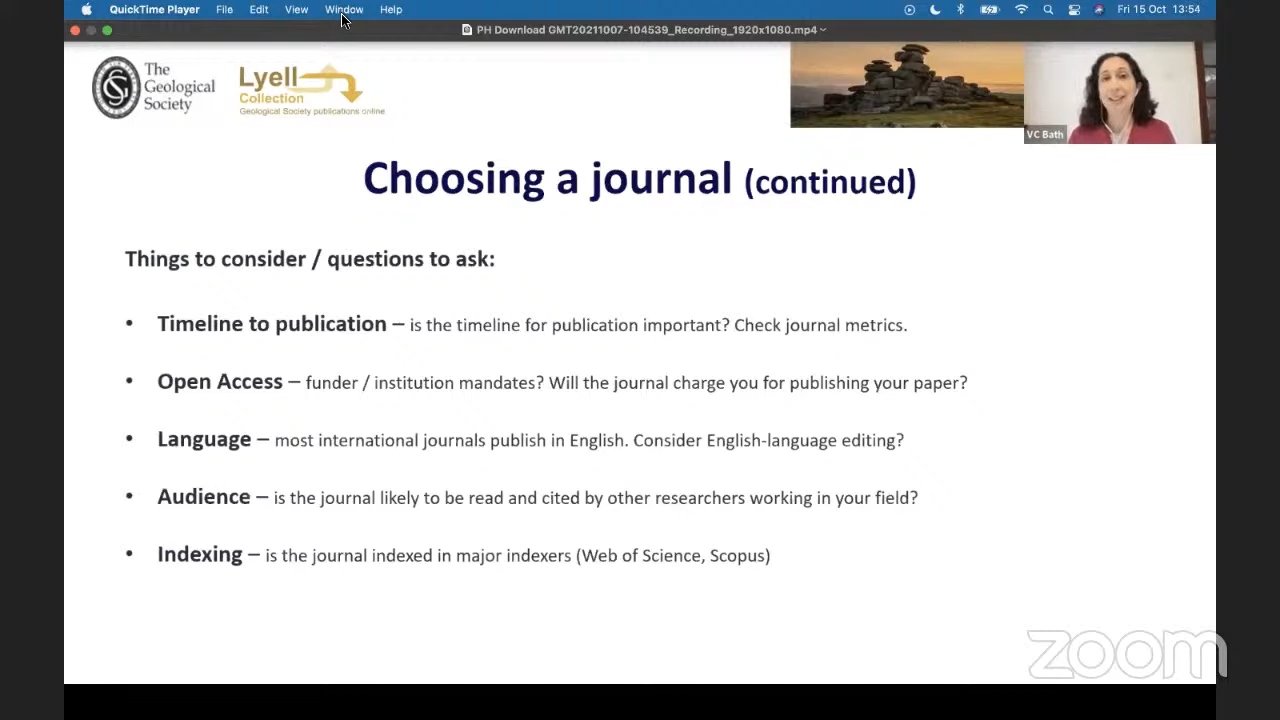 QuickTime Player File Edit View Window Help Fri 15 Oct 13:54
PH Download GMT20211007-104539_Recording_1920x1080.mp4
The
Geological
Society
Lyell
Collection
Geological Society publications online
VC Bath
Choosing a journal (continued)
Things to consider / questions to ask:
• Timeline to publication – is the timeline for publication important? Check journal metrics.
• Open Access – funder / institution mandates? Will the journal charge you for publishing your paper?
• Language – most international journals publish in English. Consider English-language editing?
• Audience – is the journal likely to be read and cited by other researchers working in your field?
• Indexing – is the journal indexed in major indexers (Web of Science, Scopus)
zoom